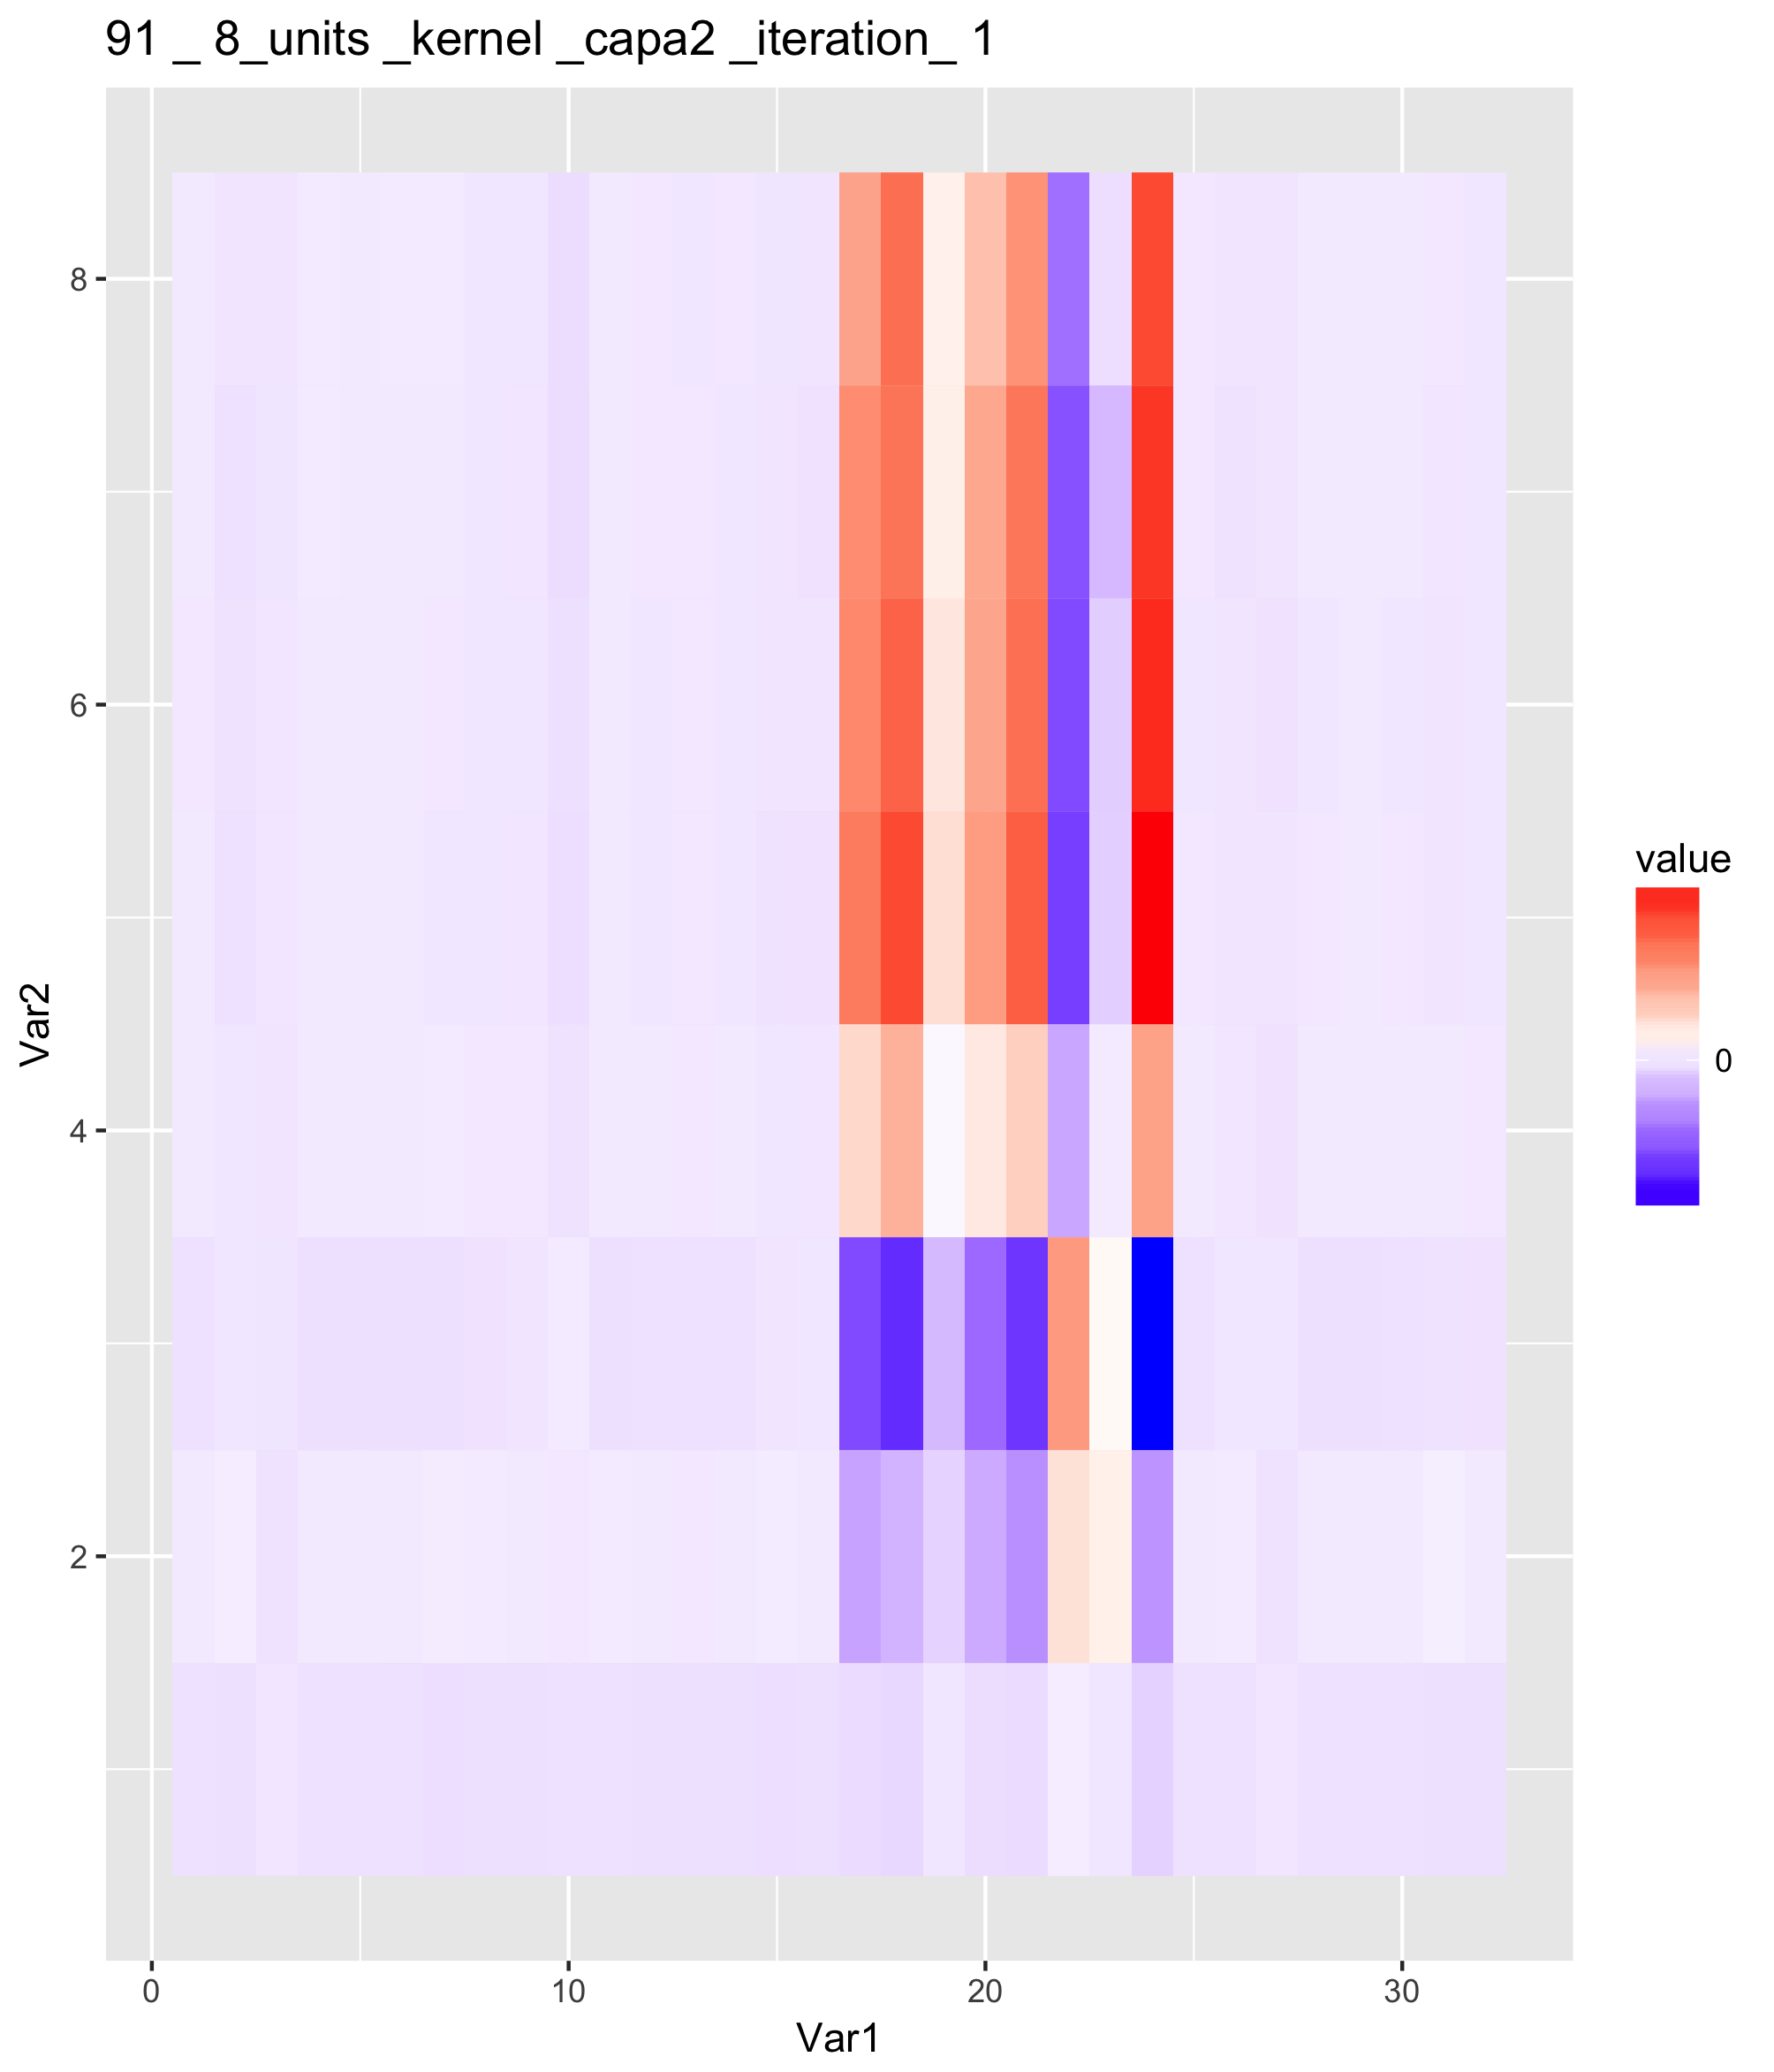 91 _ 8_units _kernel _capa2 _iteration_ 1
8
6
4
2
Var2
0
10
20
30
Var1
value
0